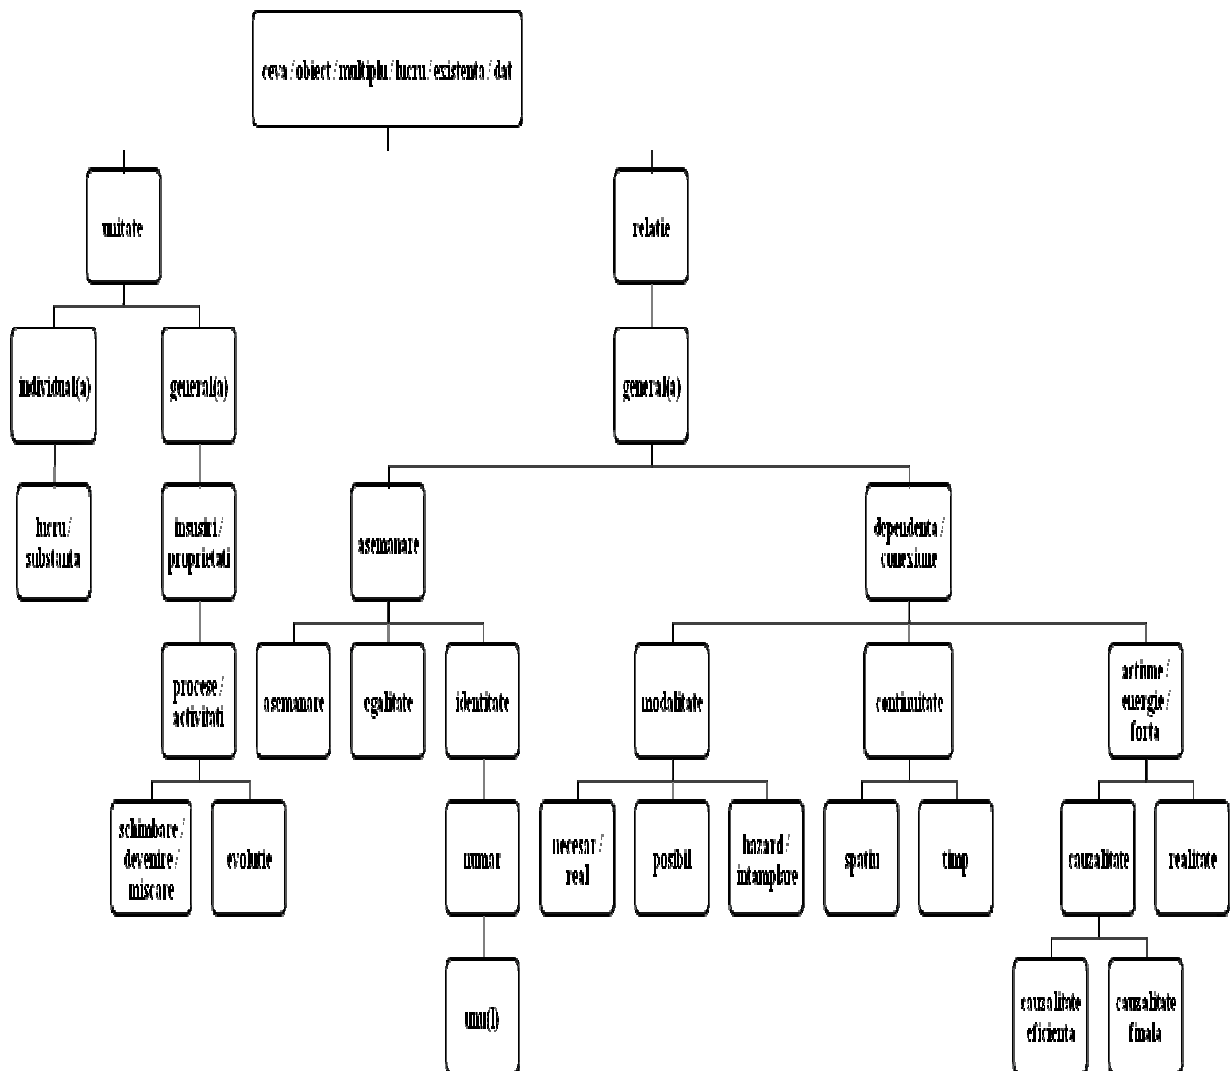 ceva / obiect / multiplu / lucru / existenta / dat
unitate
relatie
individual(a)
general(a)
general(a)
lucru /
substanta
insusiri /
proprietati
asemanare
dependenta /
conexiune
procese /
activitati
asemanare
egalitate
identitate
modalitate
continuitate
actiune /
energie /
forta
schimbare /
devenire /
miscare
evolutie
numar
necesar /
real
posibil
hazard /
intamplare
spatiu
timp
cauzalitate
realitate
unu(l)
cauzalitate
eficienta
cauzalitate
finala